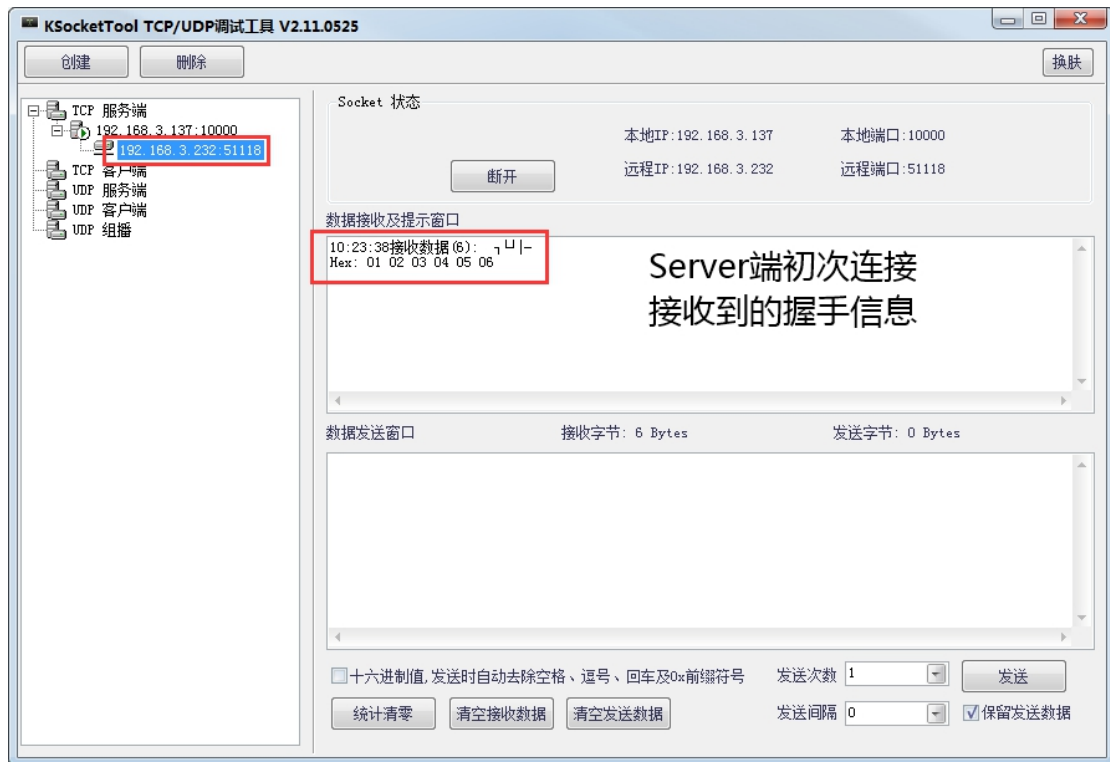 KSocketTool TCP/UDP调试工具 V2.11.0525
创建 删除 换肤
TCP 服务端
192.168.3.137:10000
192.168.3.232:51118
TCP 客户端
UDP 服务端
UDP 客户端
UDP 组播
Socket 状态
本地IP:192.168.3.137 本地端口:10000
断开 远程IP:192.168.3.232 远程端口:51118
数据接收及提示窗口
10:23:38接收数据(6): ┐└┘|-
Hex: 01 02 03 04 05 06
Server端初次连接
接收到的握手信息
数据发送窗口 接收字节: 6 Bytes 发送字节: 0 Bytes
十六进制值,发送时自动去除空格、逗号、回车及0x前缀符号
发送次数 1 发送
统计清零 清空接收数据 清空发送数据
发送间隔 0 保留发送数据